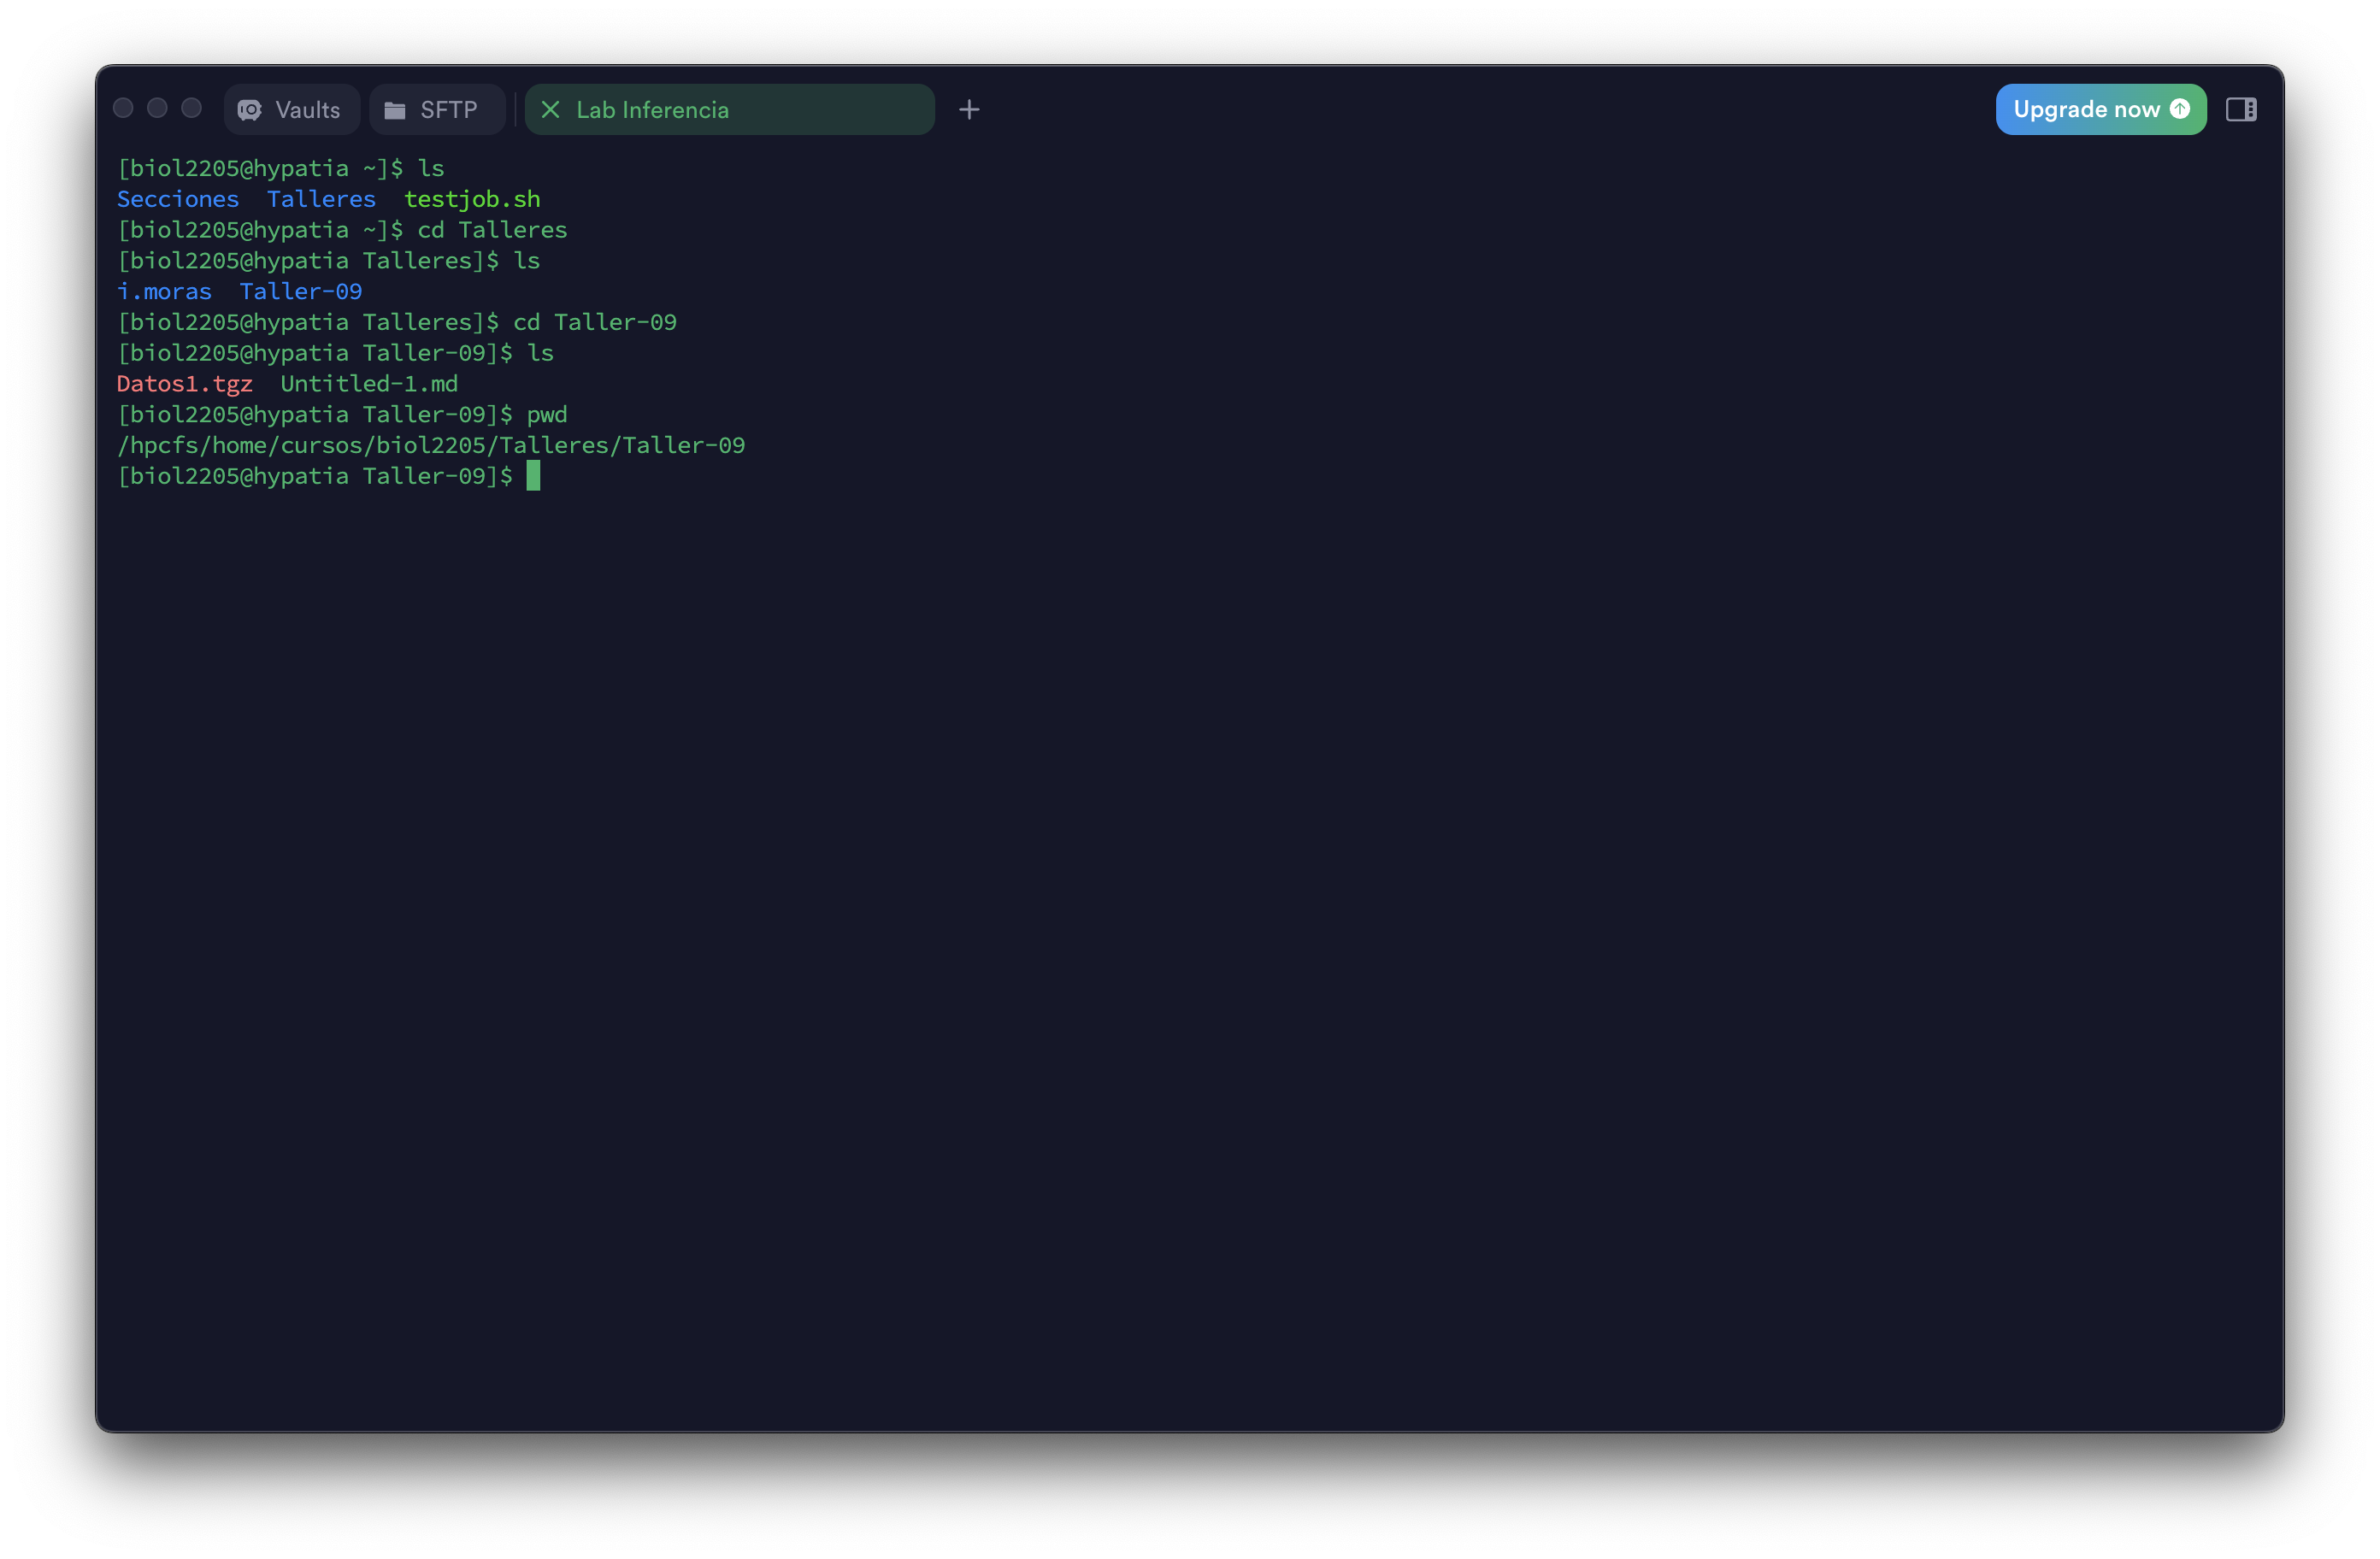 Vaults SFTP Lab Inferencia Upgrade now
[biol2205@hypatia ~]$ ls
Secciones  Talleres  testjob.sh
[biol2205@hypatia ~]$ cd Talleres
[biol2205@hypatia Talleres]$ ls
i.moras  Taller-09
[biol2205@hypatia Talleres]$ cd Taller-09
[biol2205@hypatia Taller-09]$ ls
Datos1.tgz  Untitled-1.md
[biol2205@hypatia Taller-09]$ pwd
/hpcfs/home/cursos/biol2205/Talleres/Taller-09
[biol2205@hypatia Taller-09]$